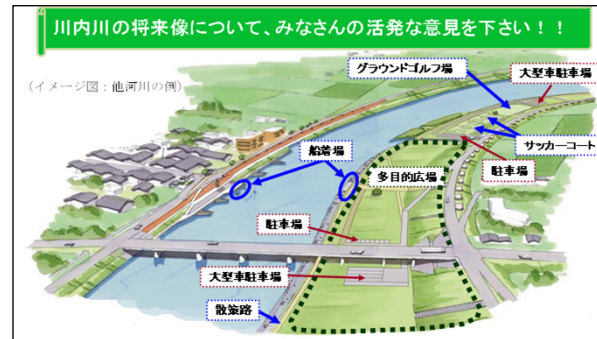 川内川の将来像について、みなさんの活発な意見を下さい！！
(イメージ図：他河川の例)
グラウンドゴルフ場
大型車駐車場
船着場
サッカーコート
多目的広場
駐車場
駐車場
大型車駐車場
散策路